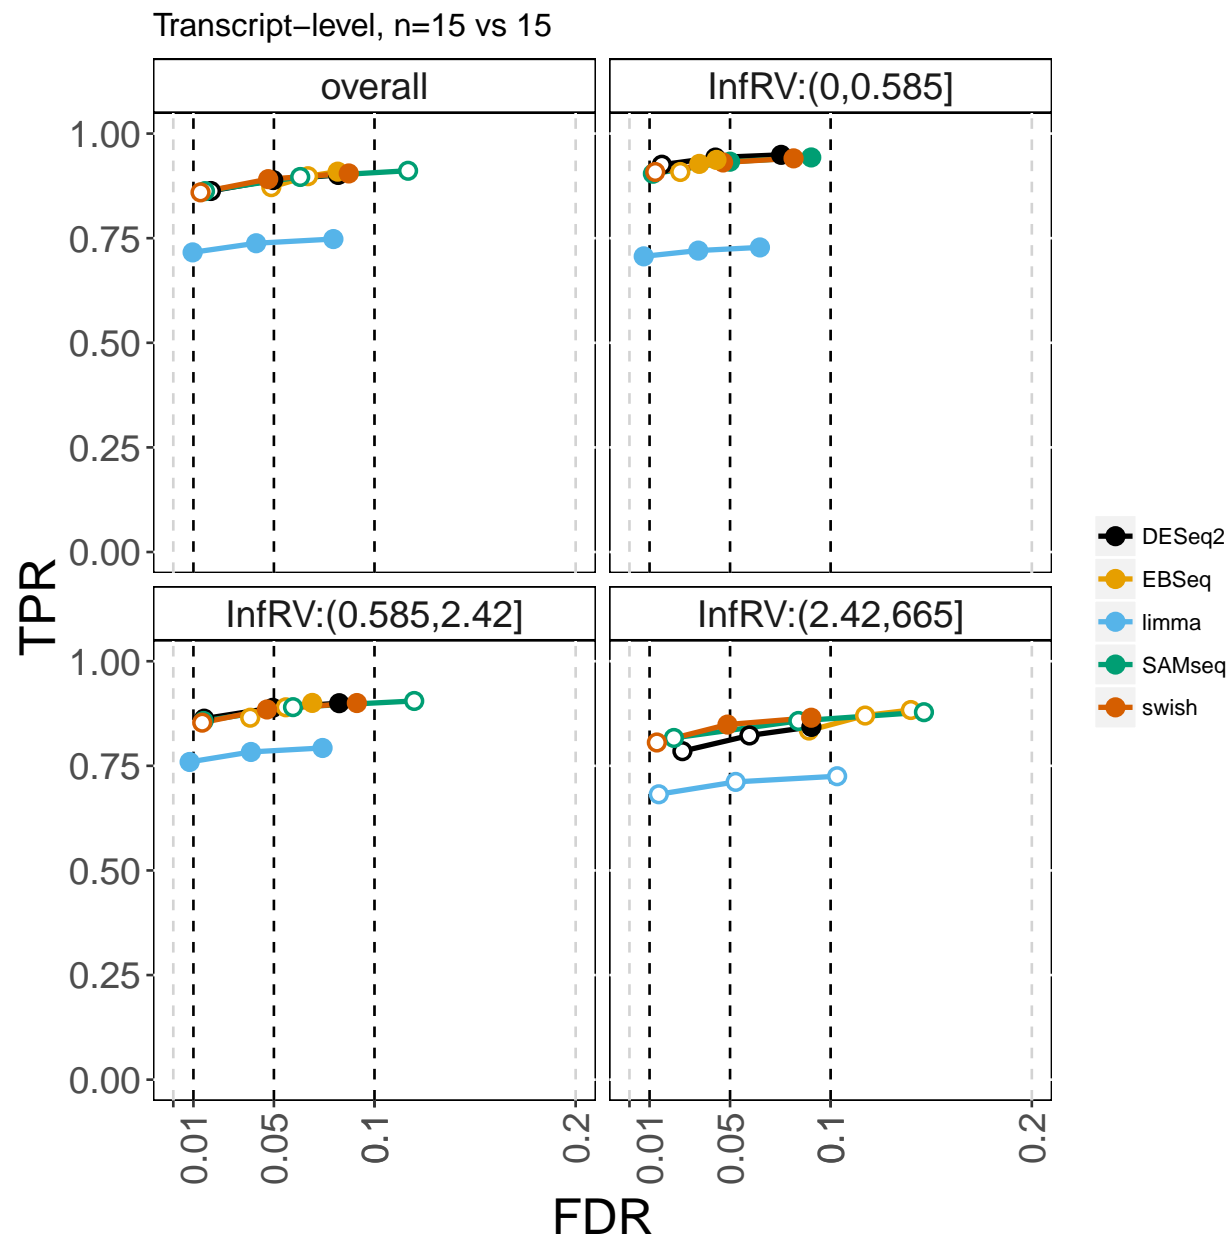 Transcript−level, n=15 vs 15
overall
InfRV:(0,0.585]
1.00
0.75
0.50
0.25
0.00
InfRV:(0.585,2.42]
InfRV:(2.42,665]
1.00
0.75
0.50
0.25
0.00
TPR
0.01
0.05
0.1
0.2
0.01
0.05
0.1
0.2
FDR
DESeq2
EBSeq
limma
SAMseq
swish